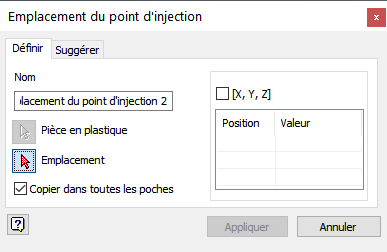 Emplacement du point d'injection
x
Définir Suggérer
Nom
lacement du point d'injection 2
[X, Y, Z]
Position Valeur
Pièce en plastique
Emplacement
Copier dans toutes les poches
?
Appliquer Annuler